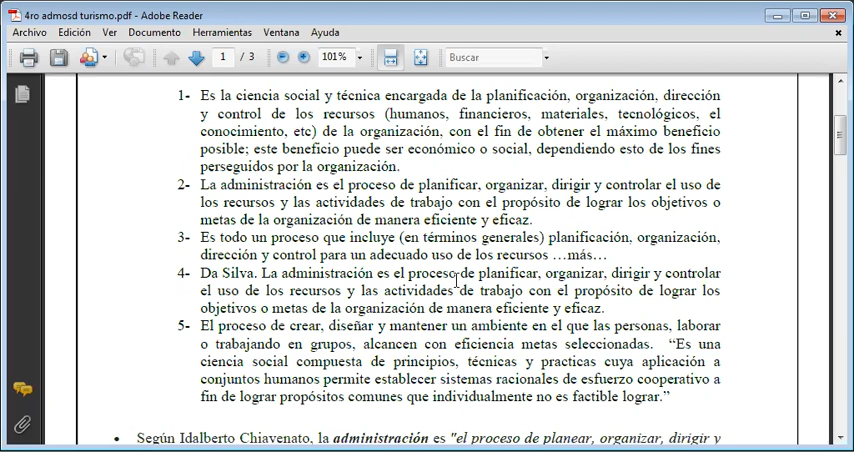 4ro admosd turismo.pdf - Adobe Reader
Archivo Edición Ver Documento Herramientas Ventana Ayuda
1 / 3 101% Buscar
1- Es la ciencia social y técnica encargada de la planificación, organización, dirección
y control de los recursos (humanos, financieros, materiales, tecnológicos, el
conocimiento, etc) de la organización, con el fin de obtener el máximo beneficio
posible; este beneficio puede ser económico o social, dependiendo esto de los fines
perseguidos por la organización.
2- La administración es el proceso de planificar, organizar, dirigir y controlar el uso de
los recursos y las actividades de trabajo con el propósito de lograr los objetivos o
metas de la organización de manera eficiente y eficaz.
3- Es todo un proceso que incluye (en términos generales) planificación, organización,
dirección y control para un adecuado uso de los recursos …más…
4- Da Silva. La administración es el proceso de planificar, organizar, dirigir y controlar
el uso de los recursos y las actividades de trabajo con el propósito de lograr los
objetivos o metas de la organización de manera eficiente y eficaz.
5- El proceso de crear, diseñar y mantener un ambiente en el que las personas, laborar
o trabajando en grupos, alcancen con eficiencia metas seleccionadas. “Es una
ciencia social compuesta de principios, técnicas y practicas cuya aplicación a
conjuntos humanos permite establecer sistemas racionales de esfuerzo cooperativo a
fin de lograr propósitos comunes que individualmente no es factible lograr.”
• Según Idalberto Chiavenato, la administración es "el proceso de planear, organizar, dirigir y